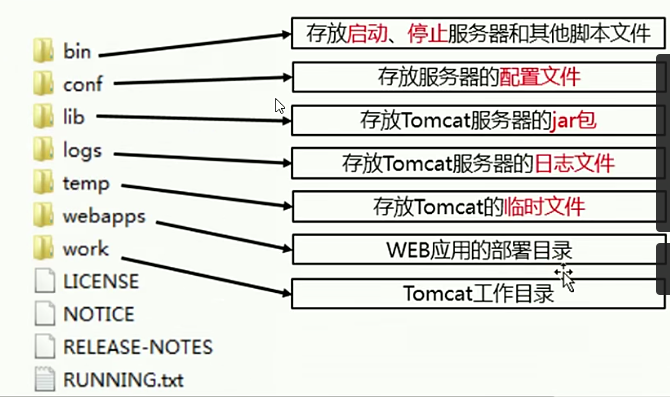 bin
存放启动、停止服务器和其他脚本文件
conf
存放服务器的配置文件
lib
存放Tomcat服务器的jar包
logs
存放Tomcat服务器的日志文件
temp
存放Tomcat的临时文件
webapps
WEB应用的部署目录
work
Tomcat工作目录
LICENSE
NOTICE
RELEASE-NOTES
RUNNING.txt